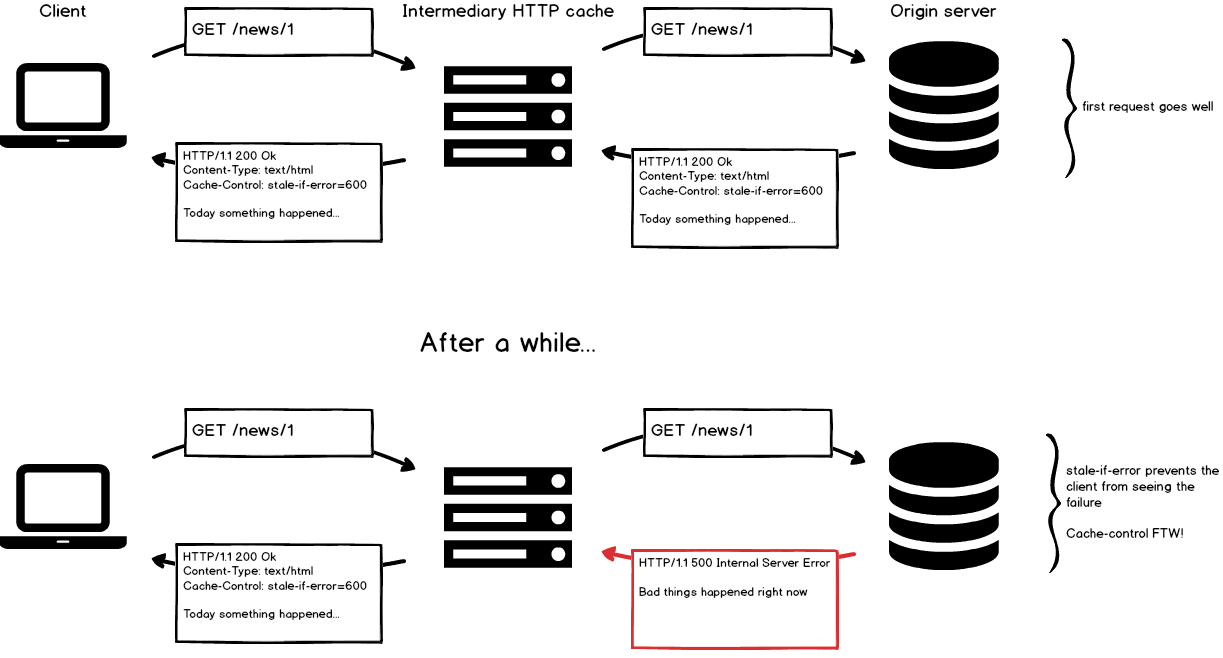 Client
Intermediary HTTP cache
Origin server
GET /news/1
GET /news/1
first request goes well
HTTP/1.1 200 Ok
Content-Type: text/html
Cache-Control: stale-if-error=600
Today something happened...
HTTP/1.1 200 Ok
Content-Type: text/html
Cache-Control: stale-if-error=600
Today something happened...
After a while...
GET /news/1
GET /news/1
stale-if-error prevents the
client from seeing the
failure
Cache-control FTW!
HTTP/1.1 200 Ok
Content-Type: text/html
Cache-Control: stale-if-error=600
Today something happened...
HTTP/1.1 500 Internal Server Error
Bad things happened right now